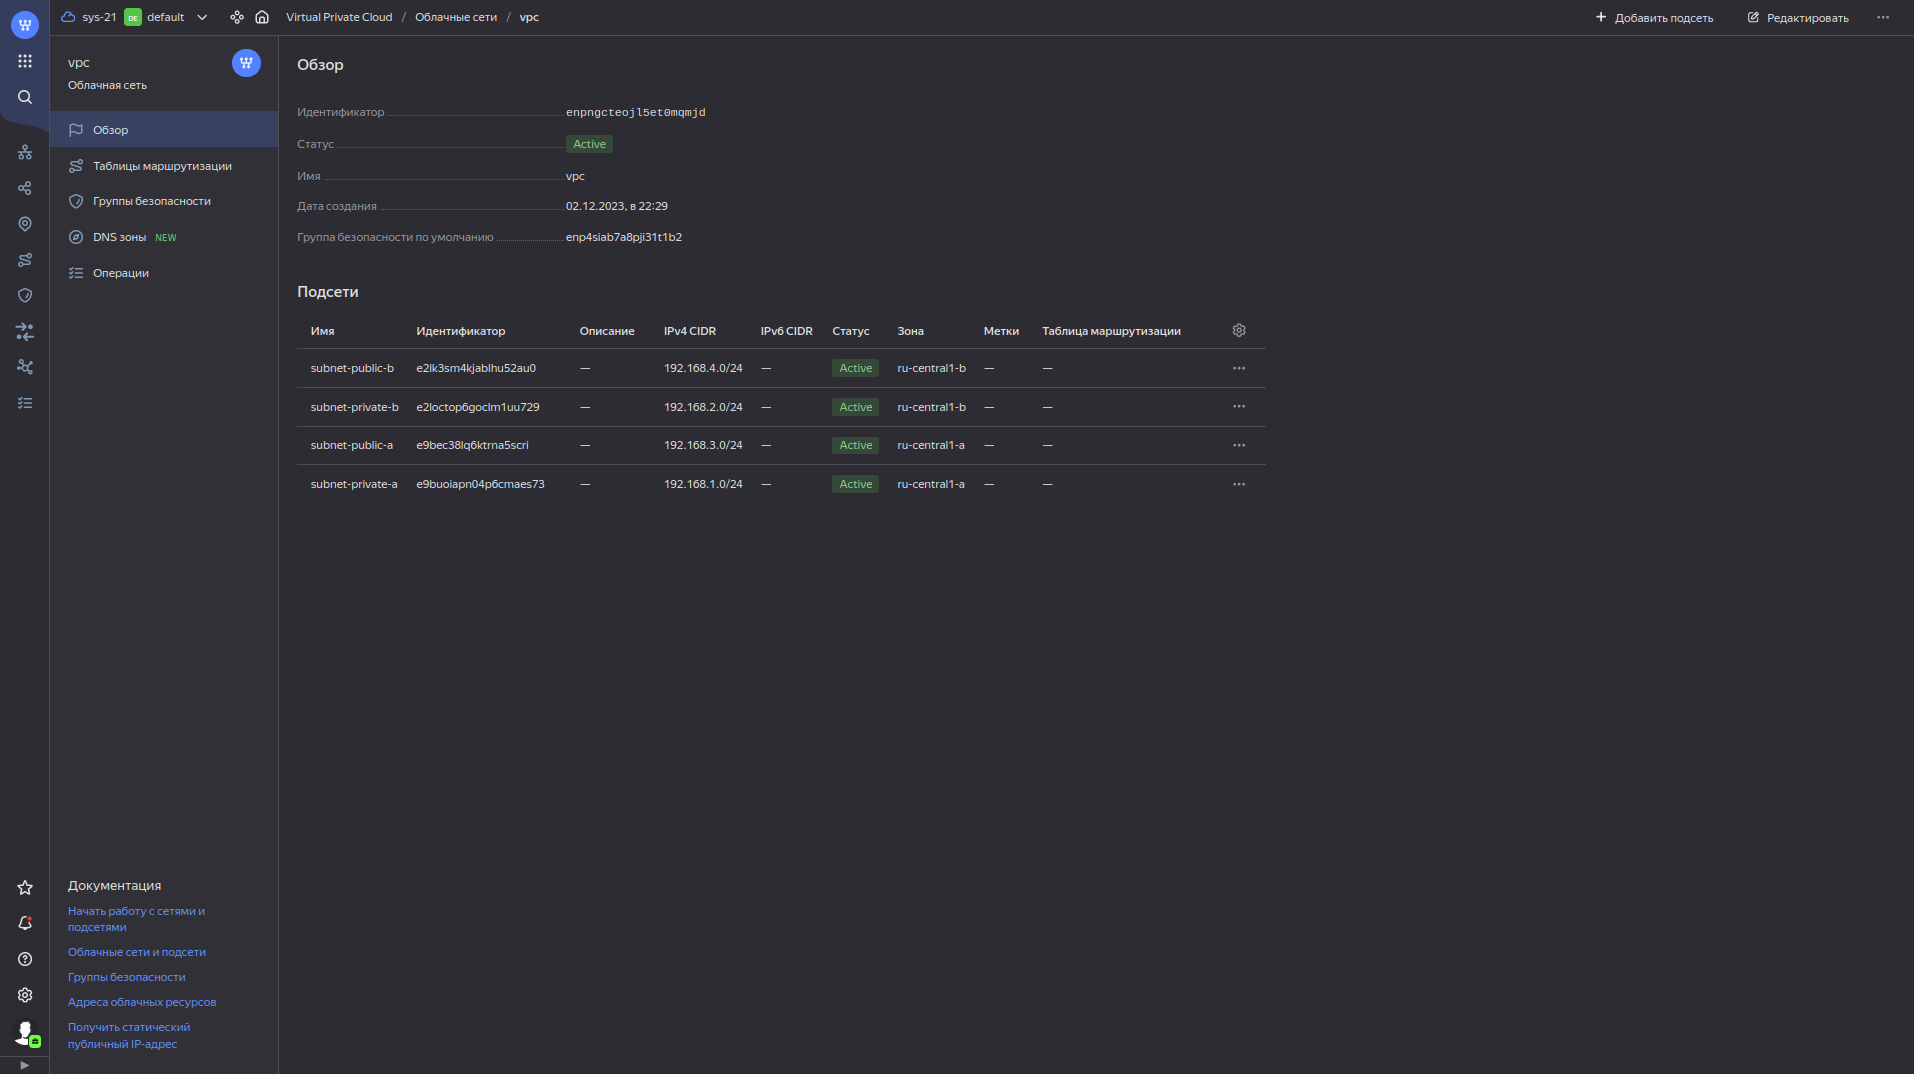 sys-21 DE default Virtual Private Cloud / Облачные сети / vpc Добавить подсеть Редактировать
vpc
Облачная сеть
Обзор
Таблицы маршрутизации
Группы безопасности
DNS зоны NEW
Операции
Документация
Начать работу с сетями и
подсетями
Облачные сети и подсети
Группы безопасности
Адреса облачных ресурсов
Получить статический
публичный IP-адрес
Обзор
Идентификатор enpngcteojl5et0mqmjd
Статус Active
Имя vpc
Дата создания 02.12.2023, в 22:29
Группа безопасности по умолчанию enp4siab7a8pji31t1b2
Подсети
Имя Идентификатор Описание IPv4 CIDR IPv6 CIDR Статус Зона Метки Таблица маршрутизации
subnet-public-b e2lk3sm4kjablhu52au0 — 192.168.4.0/24 — Active ru-central1-b — —
subnet-private-b e2loctop6goclm1uu729 — 192.168.2.0/24 — Active ru-central1-b — —
subnet-public-a e9bec38lq6ktrna5scri — 192.168.3.0/24 — Active ru-central1-a — —
subnet-private-a e9buoiapn04p6cmaes73 — 192.168.1.0/24 — Active ru-central1-a — —